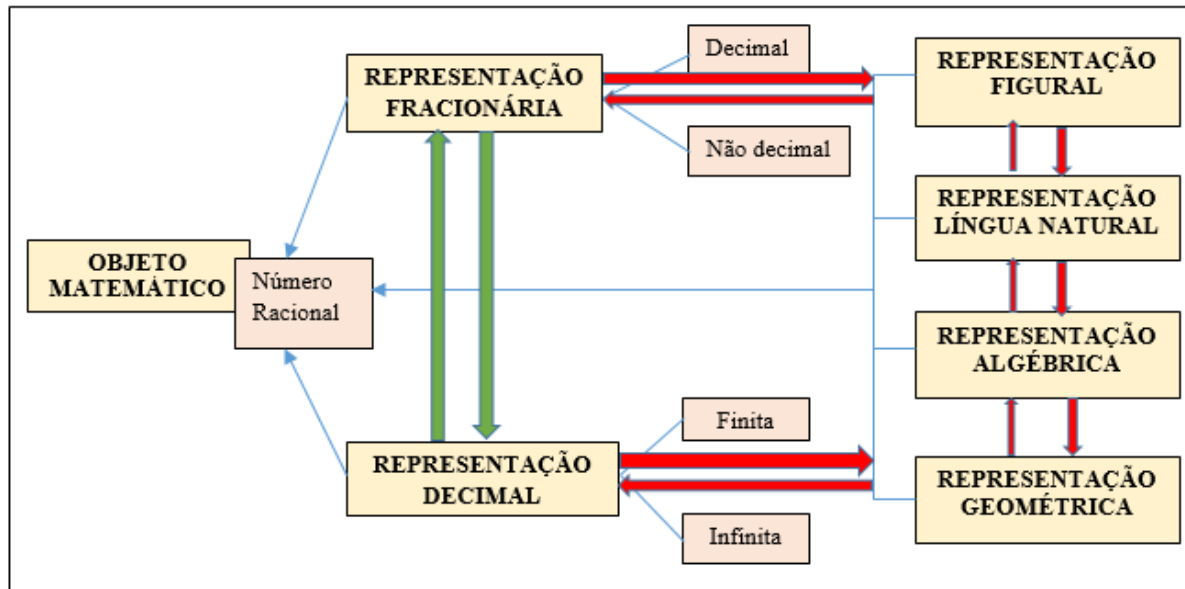 Decimal
REPRESENTAÇÃO
FRACIONÁRIA
REPRESENTAÇÃO
FIGURAL
Não decimal
REPRESENTAÇÃO
LÍNGUA NATURAL
OBJETO
MATEMÁTICO
Número
Racional
REPRESENTAÇÃO
ALGÉBRICA
Finita
REPRESENTAÇÃO
DECIMAL
REPRESENTAÇÃO
GEOMÉTRICA
Infinita